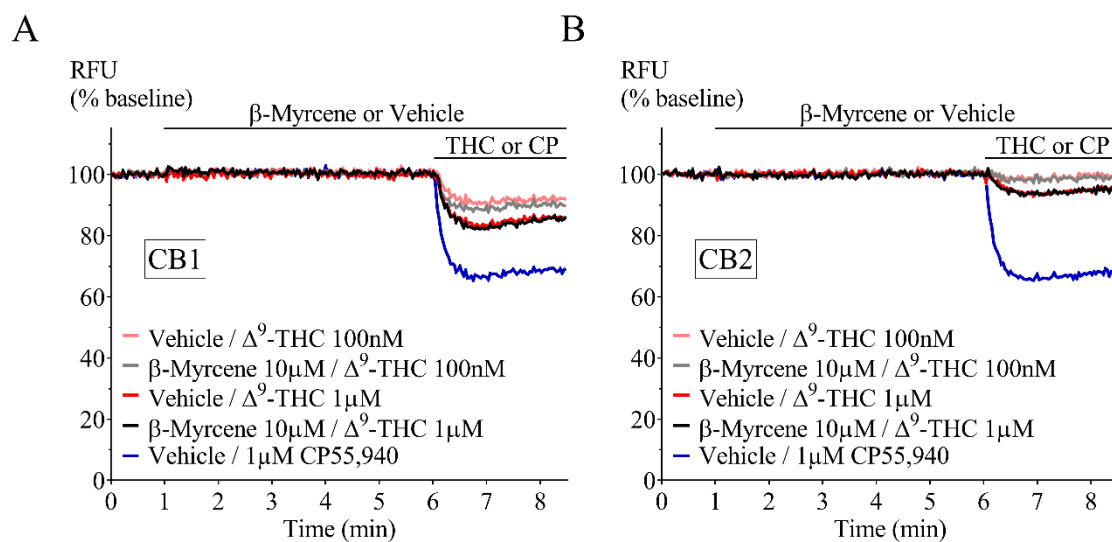 A
RFU
(% baseline)
β-Myrcene or Vehicle
THC or CP
100
80
60
40
20
0
CB1
Vehicle / Δ⁹-THC 100nM
β-Myrcene 10μM / Δ⁹-THC 100nM
Vehicle / Δ⁹-THC 1μM
β-Myrcene 10μM / Δ⁹-THC 1μM
Vehicle / 1μM CP55,940
0 1 2 3 4 5 6 7 8
Time (min)
B
RFU
(% baseline)
β-Myrcene or Vehicle
THC or CP
100
80
60
40
20
0
CB2
Vehicle / Δ⁹-THC 100nM
β-Myrcene 10μM / Δ⁹-THC 100nM
Vehicle / Δ⁹-THC 1μM
β-Myrcene 10μM / Δ⁹-THC 1μM
Vehicle / 1μM CP55,940
0 1 2 3 4 5 6 7 8
Time (min)